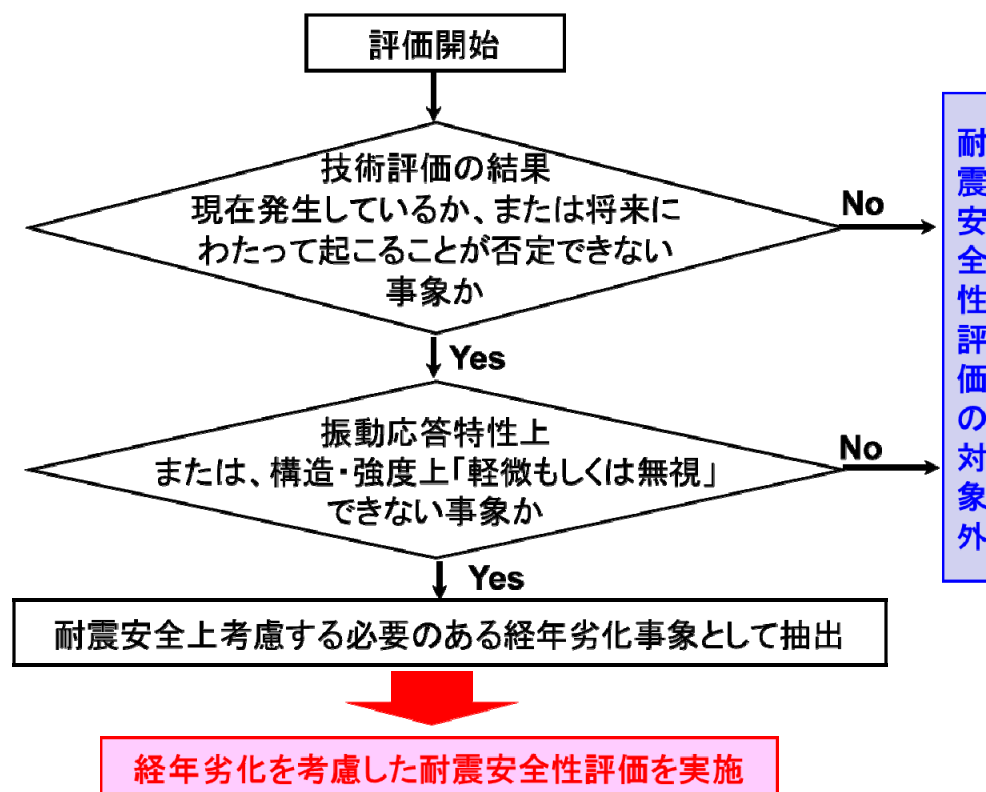 評価開始
技術評価の結果
現在発生しているか、または将来に
わたって起こることが否定できない
事象か
No
Yes
振動応答特性上
または、構造・強度上「軽微もしくは無視」
できない事象か
No
Yes
耐震安全性評価の対象外
耐震安全上考慮する必要のある経年劣化事象として抽出
経年劣化を考慮した耐震安全性評価を実施